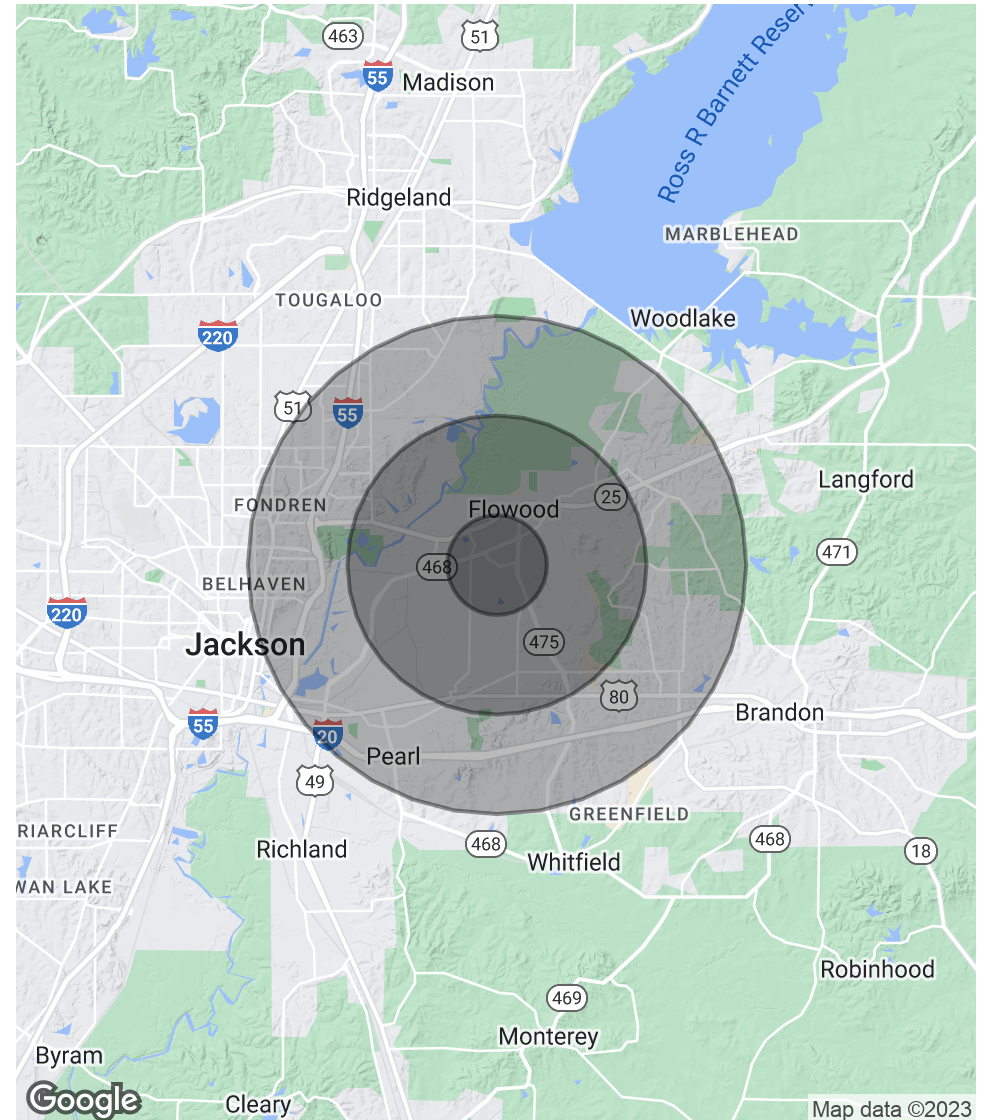 463
51
55
Madison
Ross R Barnett Reser
Ridgeland
MARBLEHEAD
TOUGALOO
Woodlake
220
51
55
Langford
25
FONDREN
Flowood
471
468
BELHAVEN
220
Jackson
475
80
Brandon
55
20
Pearl
49
GREENFIELD
RIARCLIFF
468
468
18
Richland
Whitfield
WAN LAKE
Robinhood
469
Monterey
Byram
Google
Cleary
Map data ©2023